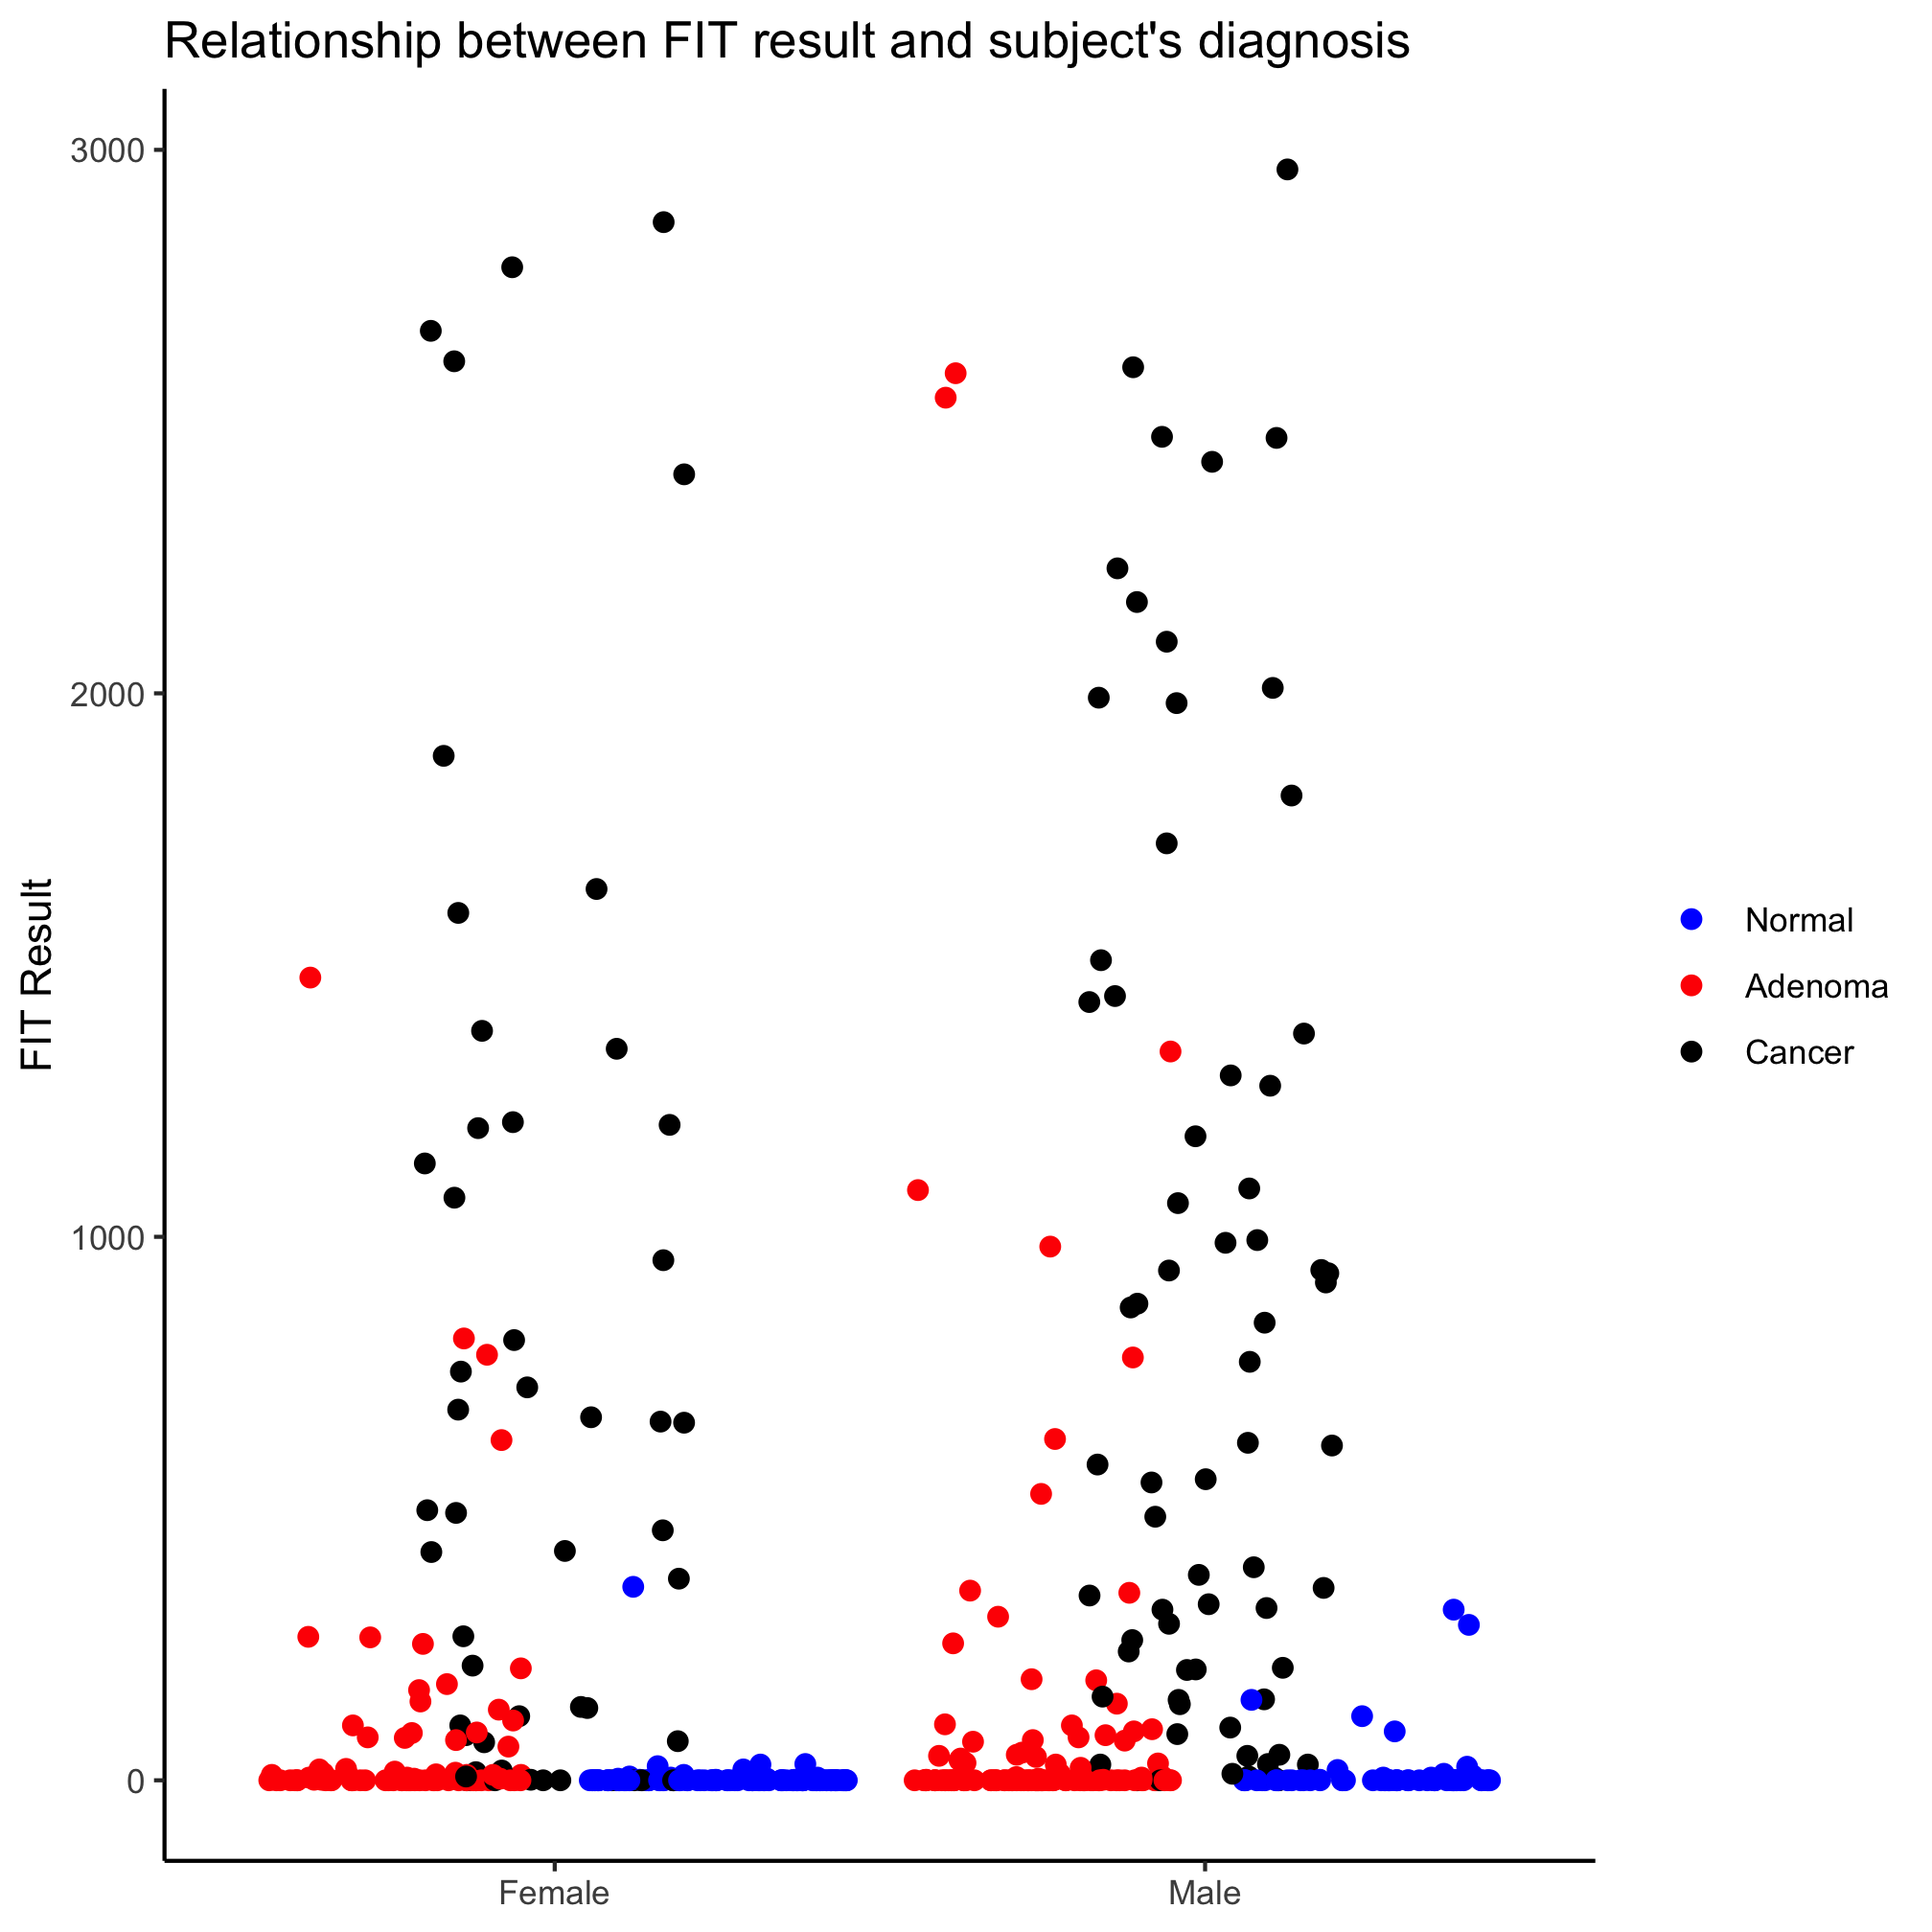 Relationship between FIT result and subject's diagnosis
3000
2000
1000
0
FIT Result
Female
Male
Normal
Adenoma
Cancer